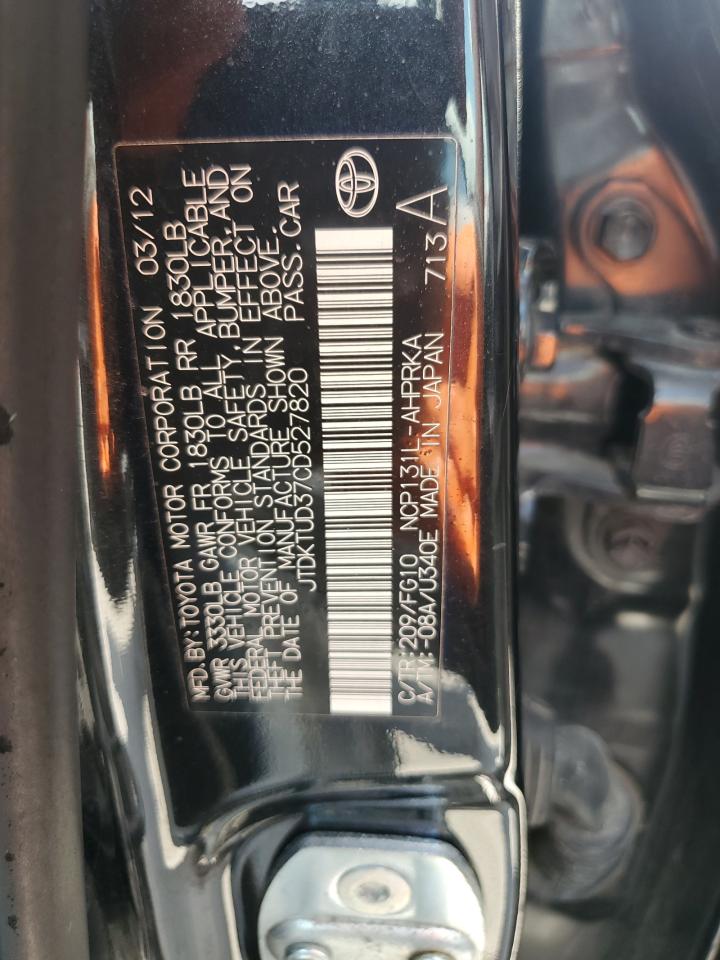 MFD.BY:TOYOTA MOTOR CORPORATION 03/12
GVWR 3330LB GAWR FR 1830LB RR 1830LB
THIS VEHICLE CONFORMS TO ALL APPLICABLE
FEDERAL MOTOR VEHICLE SAFETY,BUMPER,AND
THEFT PREVENTION STANDARDS IN EFFECT ON
THE DATE OF MANUFACTURE SHOWN ABOVE.
JTDKTUD37CD527820 PASS.CAR
C/TR:209/FG10 NCP131L-AHPRKA
A/TM:-08A/U340E MADE IN JAPAN 713A